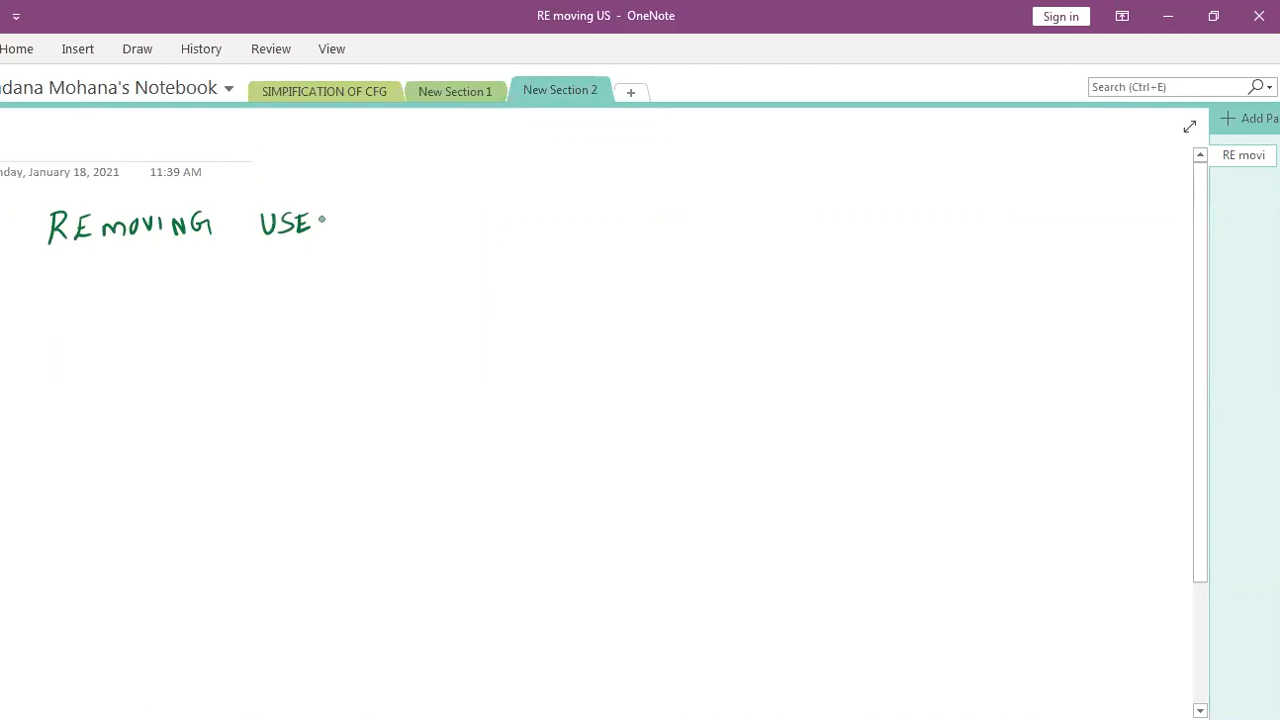 RE moving US - OneNote
Sign in
Home Insert Draw History Review View
dana Mohana's Notebook
SIMPIFICATION OF CFG
New Section 1
New Section 2
+
Search (Ctrl+E)
Add Pa
RE movi
nday, January 18, 2021 11:39 AM
REMOVING USE